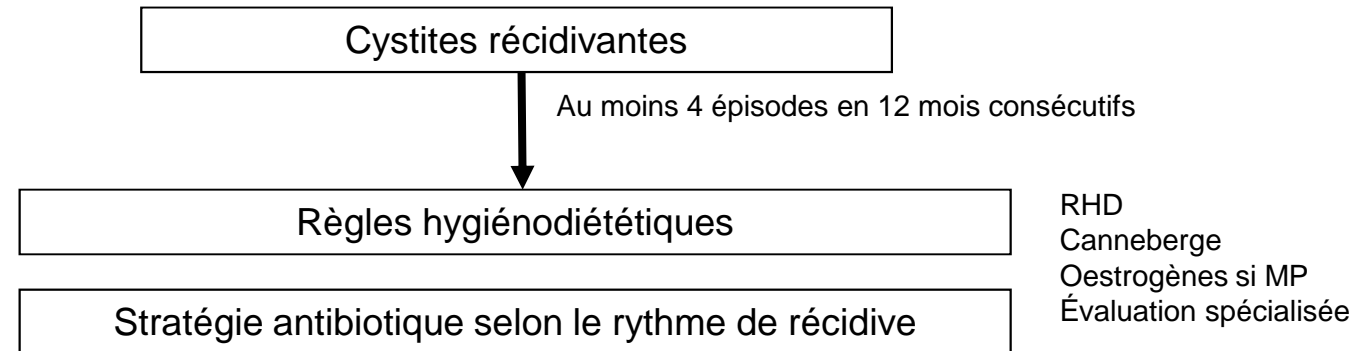 Cystites récidivantes
Au moins 4 épisodes en 12 mois consécutifs
Règles hygiénodiététiques
RHD
Canneberge
Oestrogènes si MP
Évaluation spécialisée
Stratégie antibiotique selon le rythme de récidive